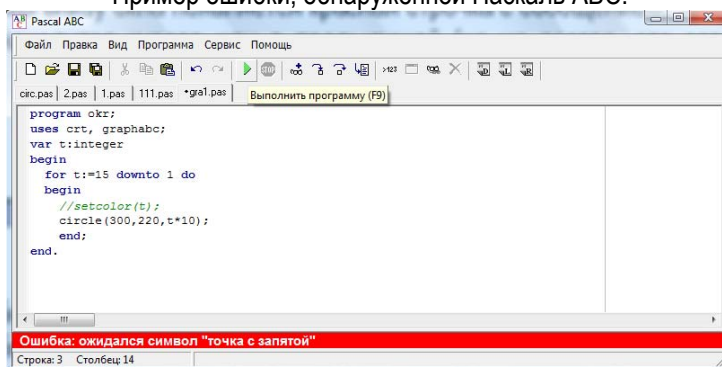 Пример ошибки, обнаруженной Паскаль АВС:
Pascal ABC
Файл Правка Вид Программа Сервис Помощь
circ.pas 2.pas 1.pas 111.pas *gra1.pas
Выполнить программу (F9)
program okr;
uses crt, graphabc;
var t:integer
begin
for t:=15 downto 1 do
begin
//setcolor(t);
circle(300,220,t*10);
end;
end.
Ошибка: ожидался символ "точка с запятой"
Строка: 3 Столбец: 14